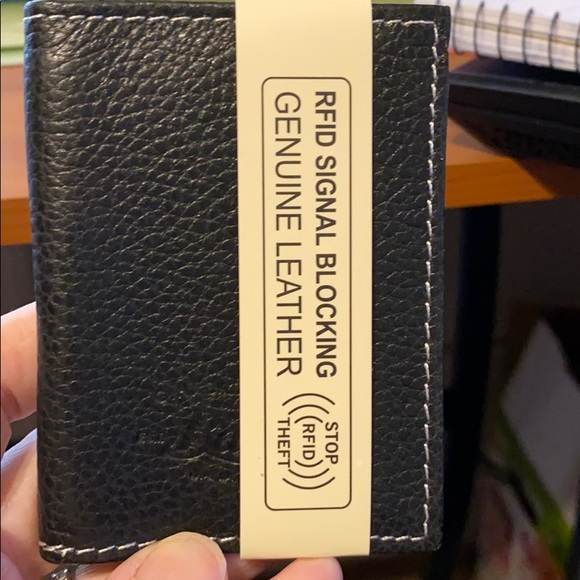 RFID SIGNAL BLOCKING
GENUINE LEATHER
STOP
RFID
THEFT